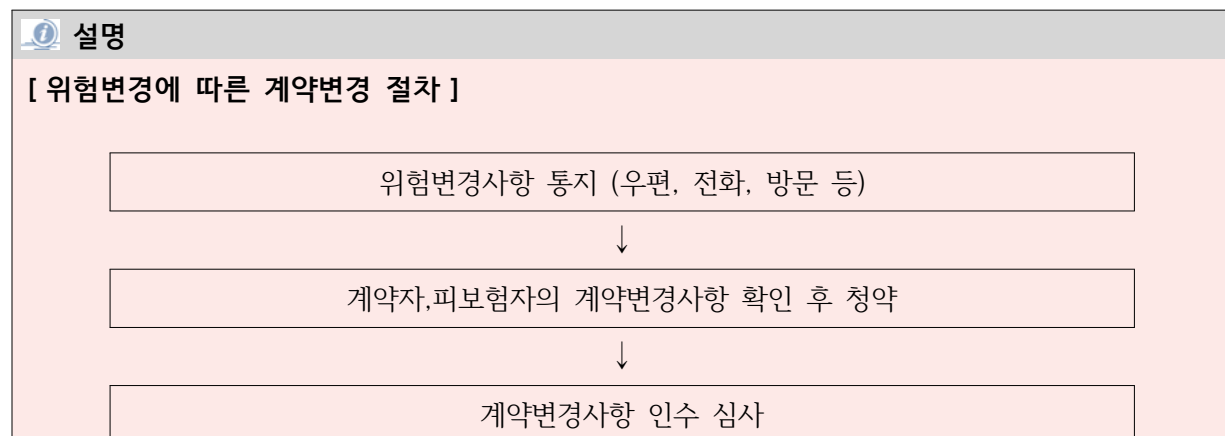 설명
[ 위험변경에 따른 계약변경 절차 ]
위험변경사항 통지 (우편, 전화, 방문 등)
↓
계약자,피보험자의 계약변경사항 확인 후 청약
↓
계약변경사항 인수 심사